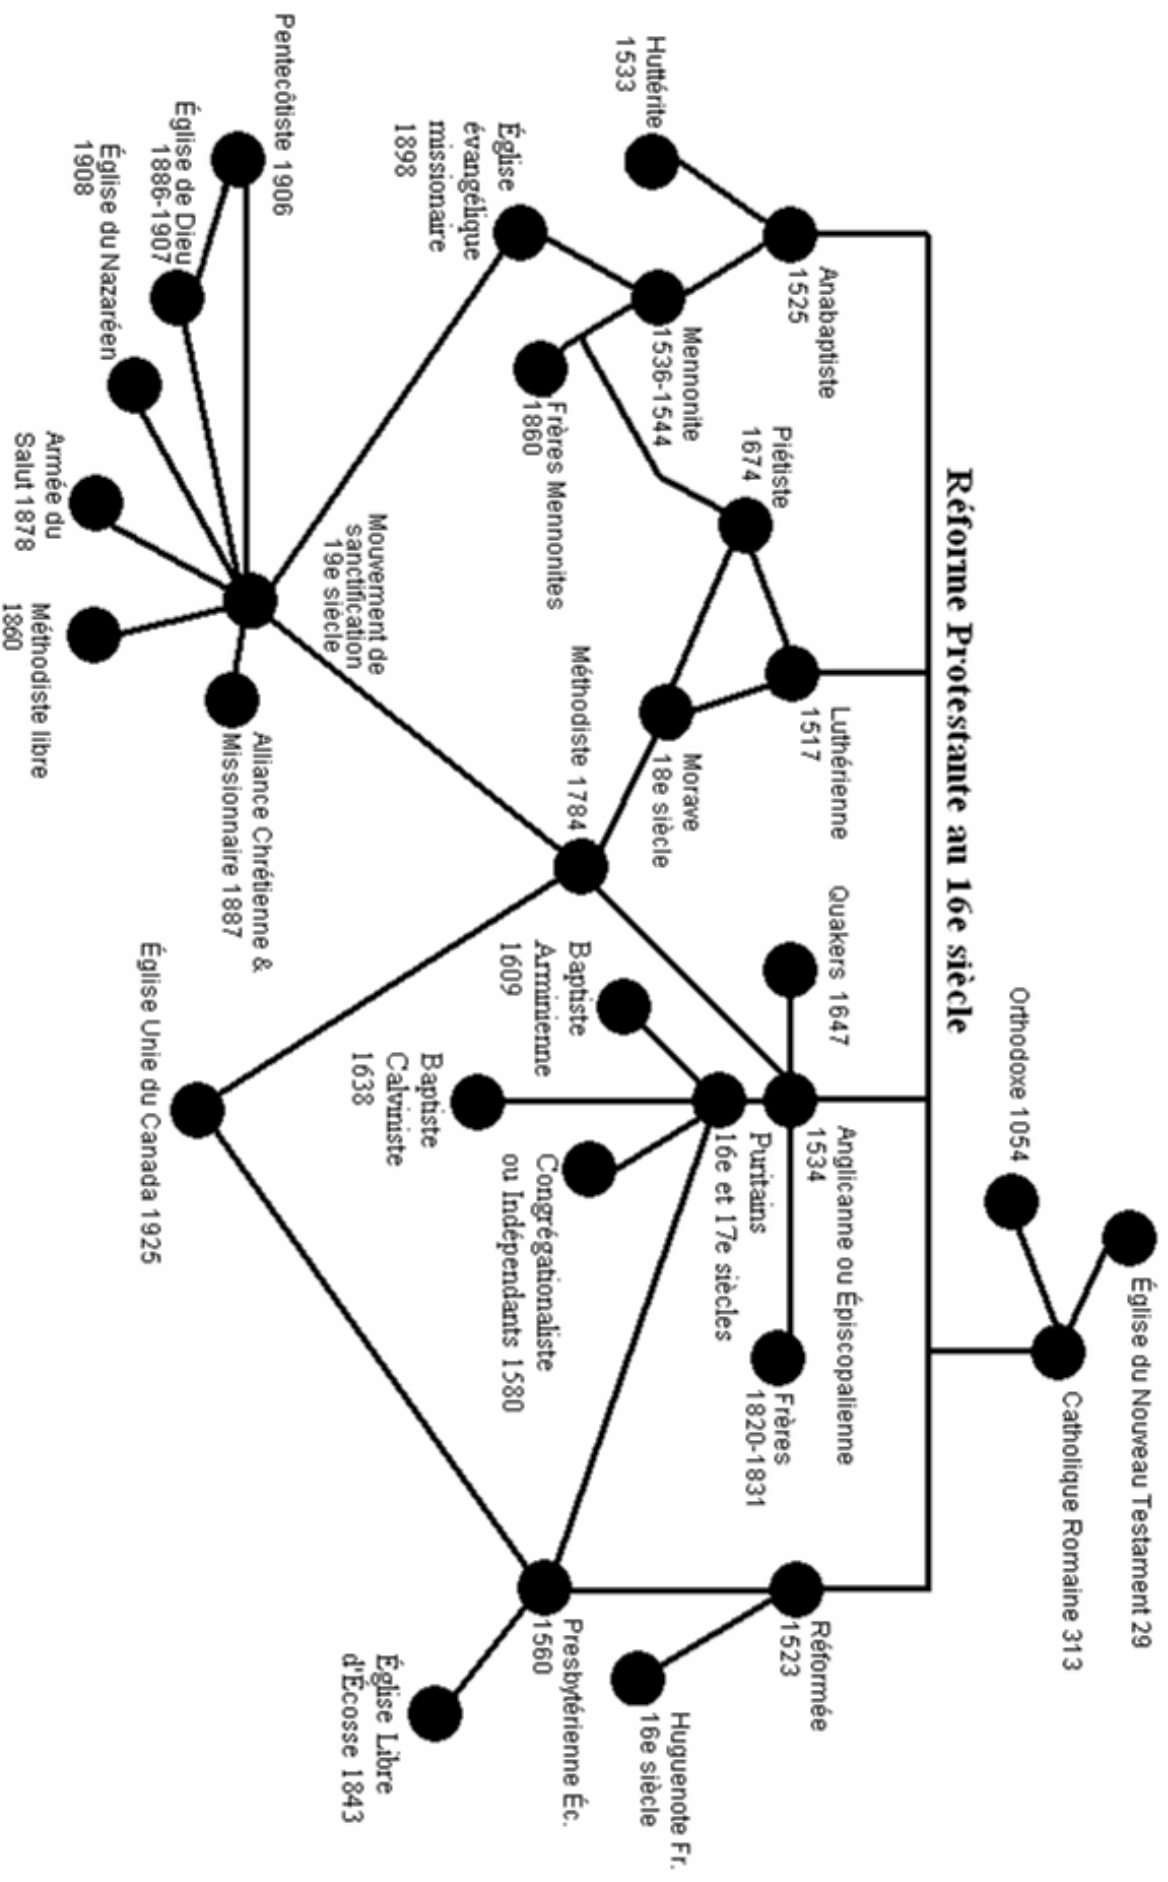 Église du Nouveau Testament 29
Catholique Romaine 313
Orthodoxe 1054
Réforme Protestante au 16e siècle
Anabaptiste
1525
Luthérienne
1517
Anglicanne ou Épiscopalienne
1534
Réformée
1523
Huttérite
1533
Mennonite
1536-1544
Piétiste
1674
Morave
18e siècle
Quakers 1647
Puritains
16e et 17e siècles
Frères
1820-1831
Huguenote Fr.
16e siècle
Église
évangélique
missionaire
1898
Frères Mennonites
1860
Méthodiste 1784
Baptiste
Arminienne
1609
Baptiste
Calviniste
1638
Congrégationaliste
ou Indépendants 1580
Presbytérienne Éc.
1560
Église Libre
d'Écosse 1843
Mouvement de
sanctification
19e siècle
Pentecôtiste 1906
Église de Dieu
1886-1907
Église du Nazaréen
1908
Armée du
Salut 1878
Méthodiste libre
1860
Alliance Chrétienne &
Missionnaire 1887
Église Unie du Canada 1925